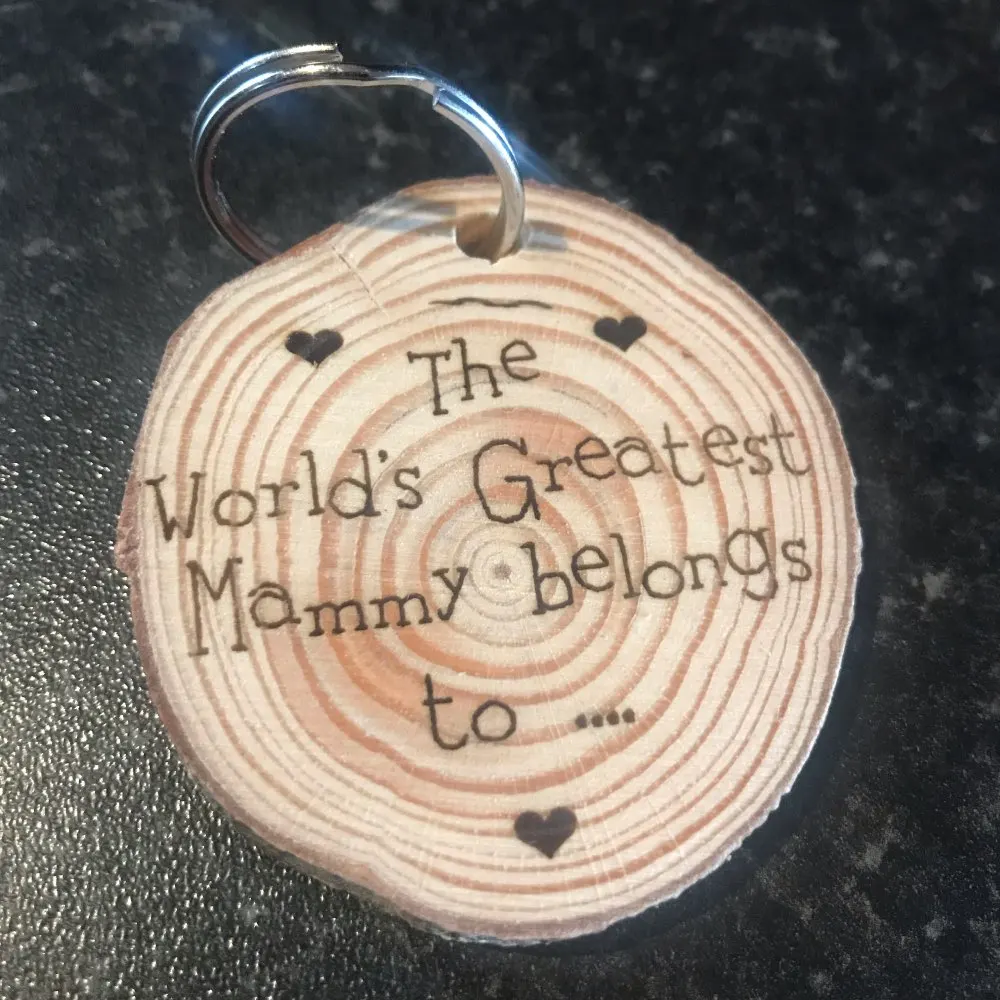 The
World's Greatest
Mammy belongs
to ....